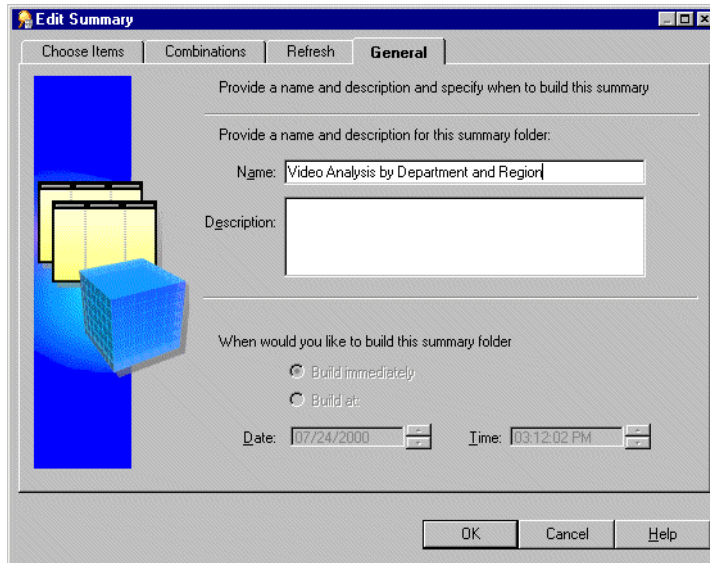 Edit Summary
Choose Items Combinations Refresh General
Provide a name and description and specify when to build this summary
Provide a name and description for this summary folder:
Name: Video Analysis by Department and Region
Description:
When would you like to build this summary folder
Build immediately
Build at:
Date: 07/24/2000 Time: 03:12:02 PM
OK Cancel Help